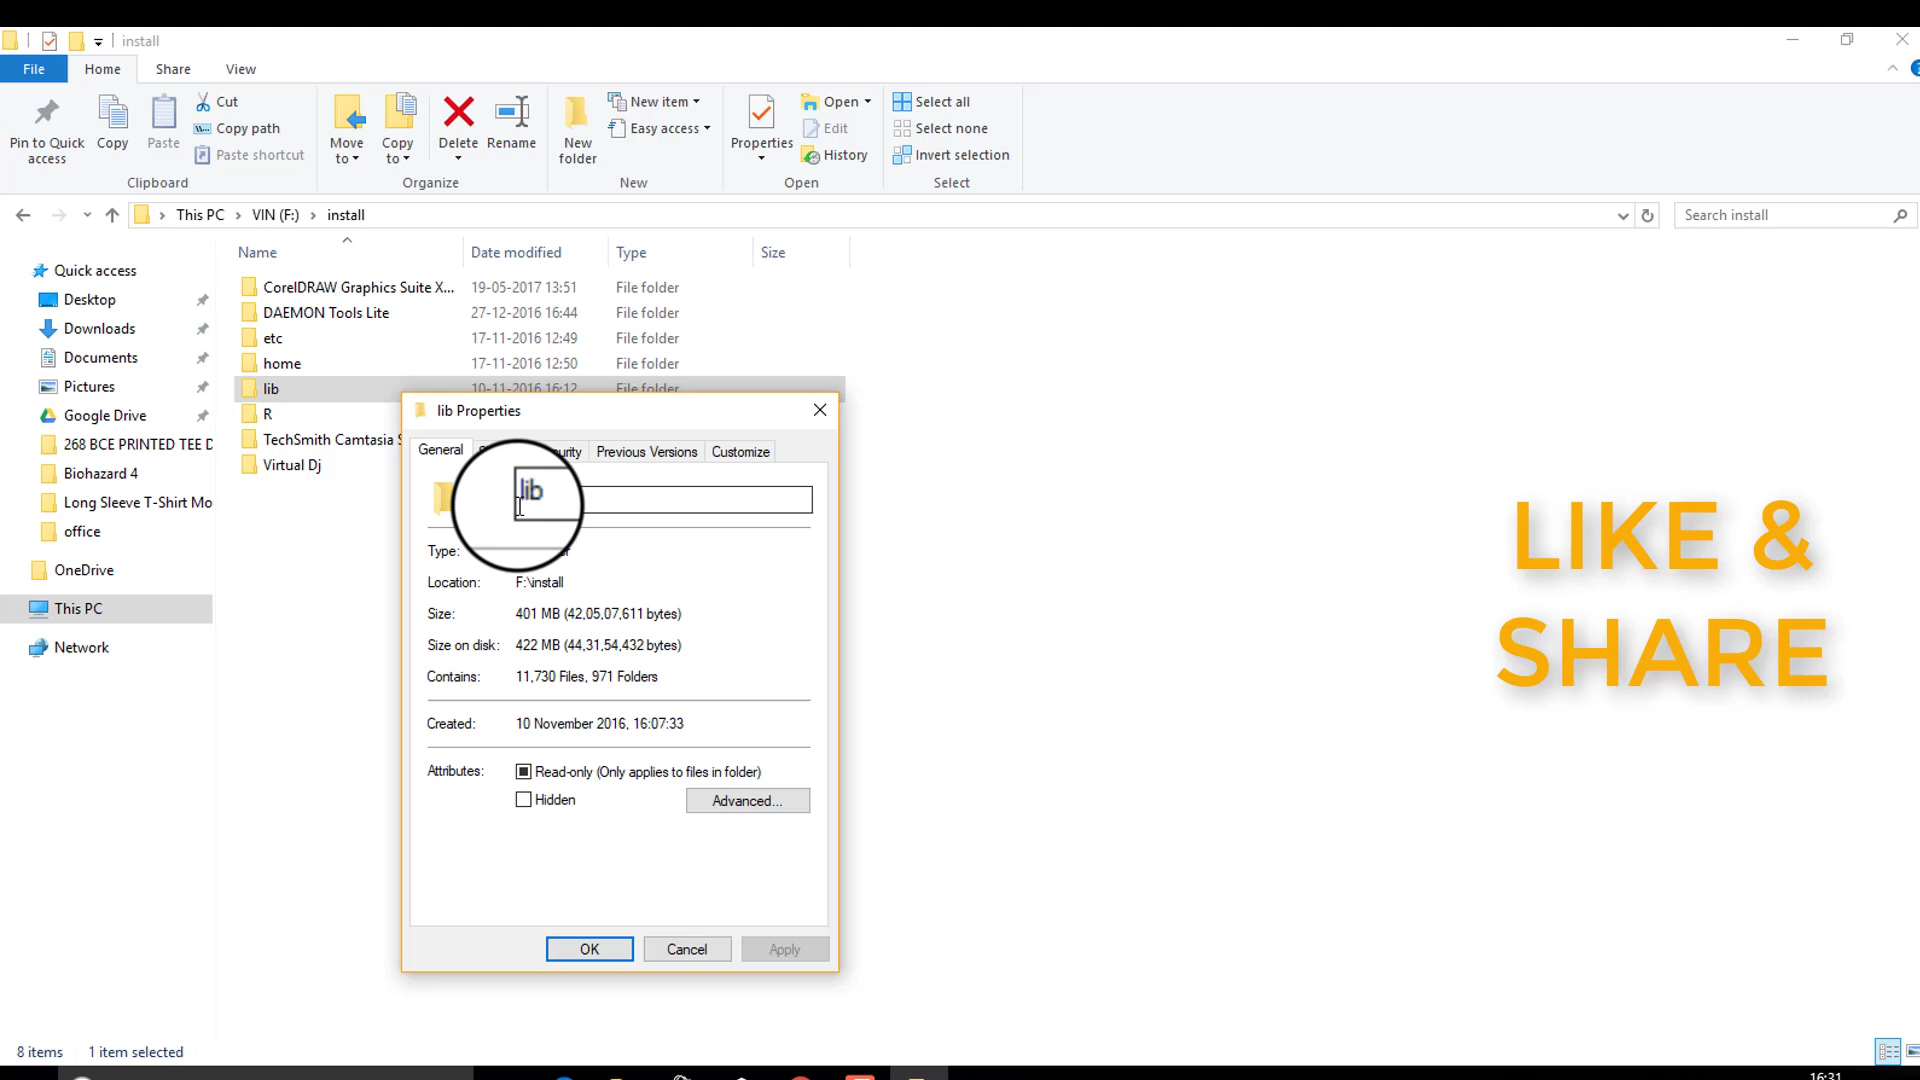 install
File Home Share View
Pin to Quick access
Copy
Paste
Cut
Copy path
Paste shortcut
Clipboard
Move to
Copy to
Delete
Rename
Organize
New folder
New item
Easy access
New
Properties
Open
Edit
History
Open
Select all
Select none
Invert selection
Select
This PC › VIN (F:) › install
Search install
Name Date modified Type Size
Quick access
Desktop
Downloads
Documents
Pictures
Google Drive
268 BCE PRINTED TEE D
Biohazard 4
Long Sleeve T-Shirt Mo
office
OneDrive
This PC
Network
CorelDRAW Graphics Suite X... 19-05-2017 13:51 File folder
DAEMON Tools Lite 27-12-2016 16:44 File folder
etc 17-11-2016 12:49 File folder
home 17-11-2016 12:50 File folder
lib 10-11-2016 16:12 File folder
R
TechSmith Camtasia S
Virtual Dj
lib Properties
General Previous Versions Customize
lib
Type:
Location: F:\install
Size: 401 MB (42,05,07,611 bytes)
Size on disk: 422 MB (44,31,54,432 bytes)
Contains: 11,730 Files, 971 Folders
Created: 10 November 2016, 16:07:33
Attributes: Read-only (Only applies to files in folder)
Hidden Advanced...
OK Cancel Apply
LIKE &
SHARE
8 items 1 item selected
16:31